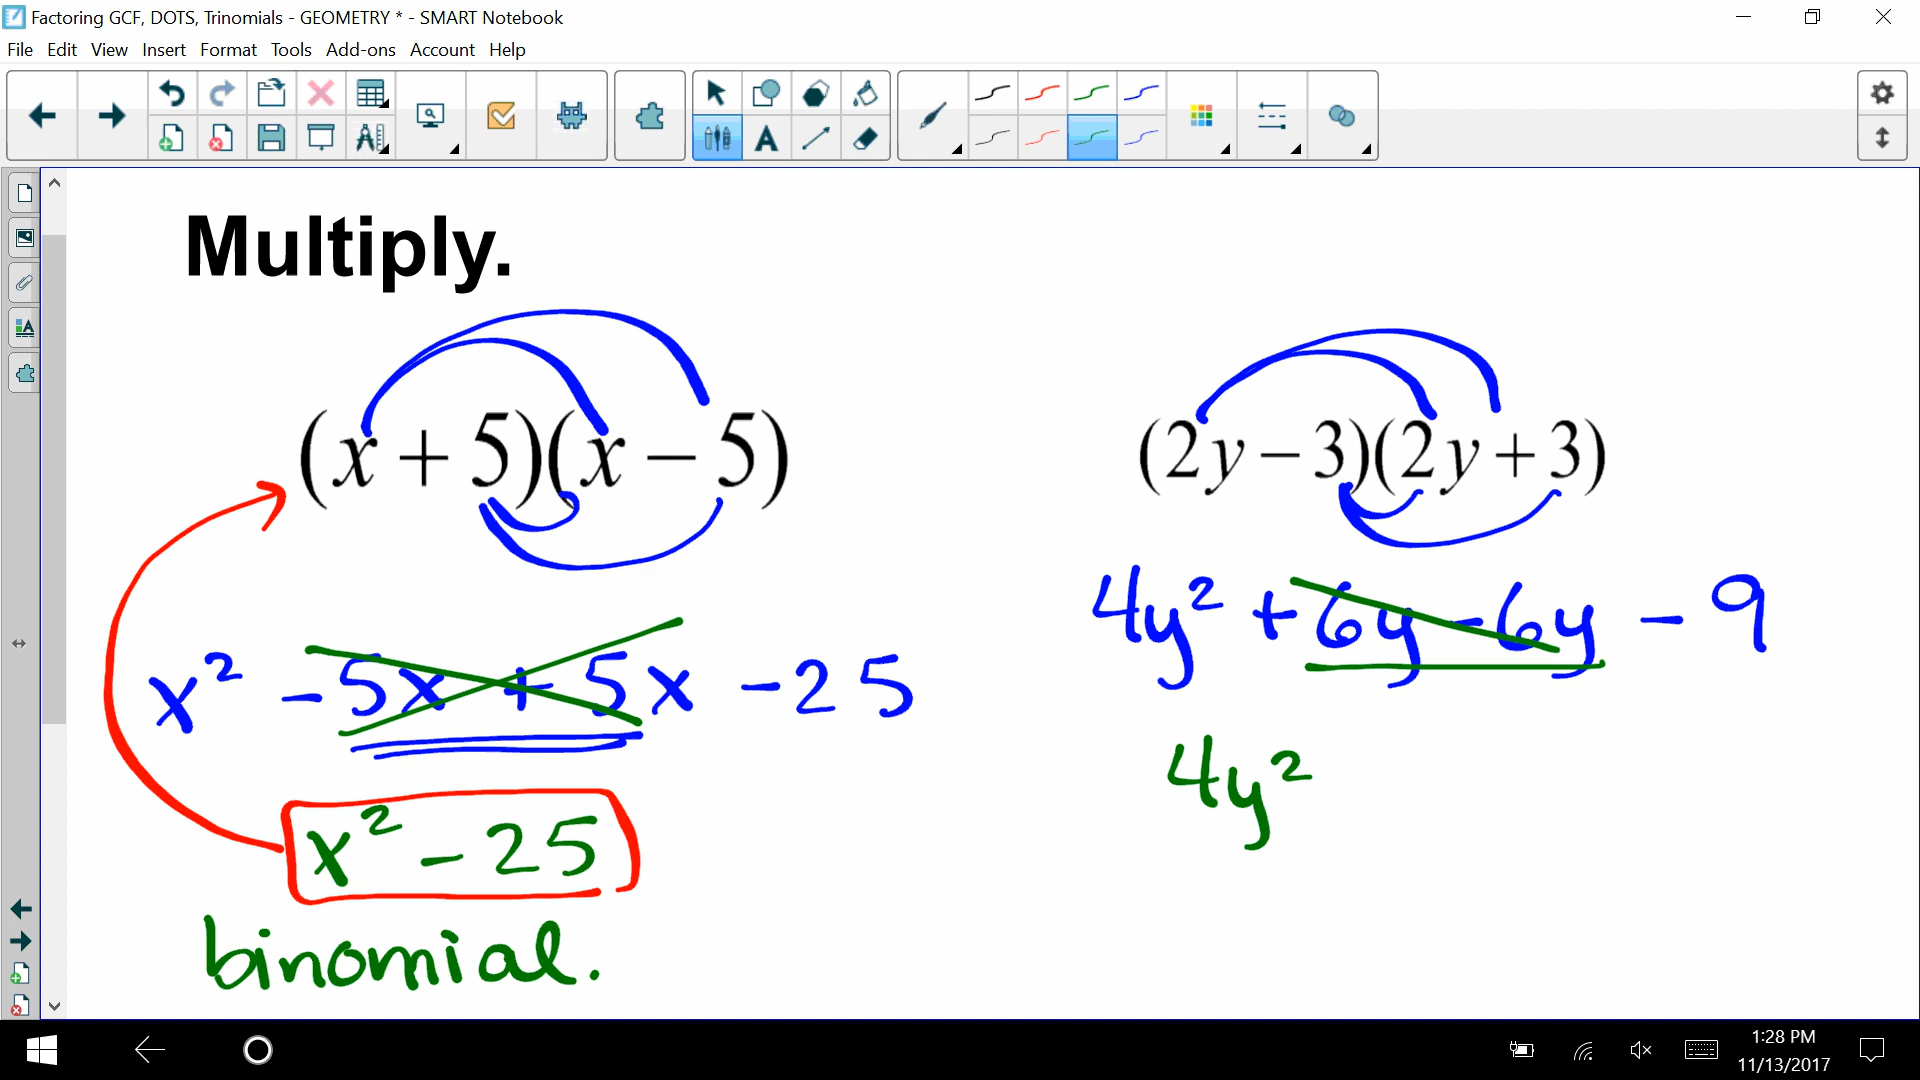 Factoring GCF, DOTS, Trinomials - GEOMETRY * - SMART Notebook
File Edit View Insert Format Tools Add-ons Account Help
Multiply.
(x + 5)(x − 5)
x² - 5x + 5x - 25
x² - 25
binomial.
(2y − 3)(2y + 3)
4y² + 6y - 6y - 9
4y²
1:28 PM
11/13/2017